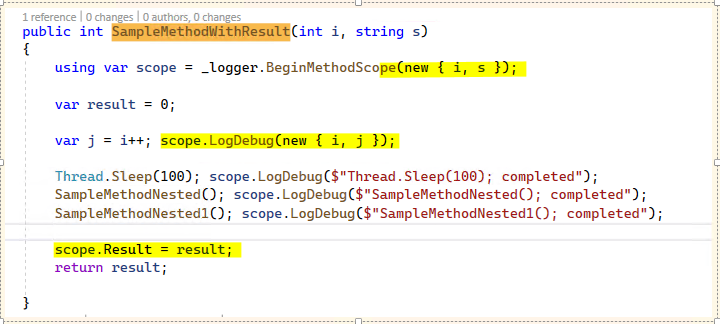 1 reference | 0 changes | 0 authors, 0 changes
public int SampleMethodWithResult(int i, string s)
{
    using var scope = _logger.BeginMethodScope(new { i, s });
    var result = 0;
    var j = i++; scope.LogDebug(new { i, j });
    Thread.Sleep(100); scope.LogDebug($"Thread.Sleep(100); completed");
    SampleMethodNested(); scope.LogDebug($"SampleMethodNested(); completed");
    SampleMethodNested1(); scope.LogDebug($"SampleMethodNested1(); completed");
    scope.Result = result;
    return result;
}